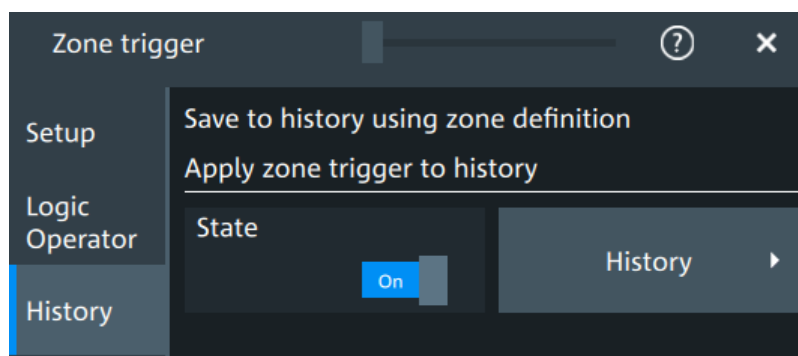 Zone trigger
?
Setup
Logic
Operator
History
Save to history using zone definition
Apply zone trigger to history
State
On
History